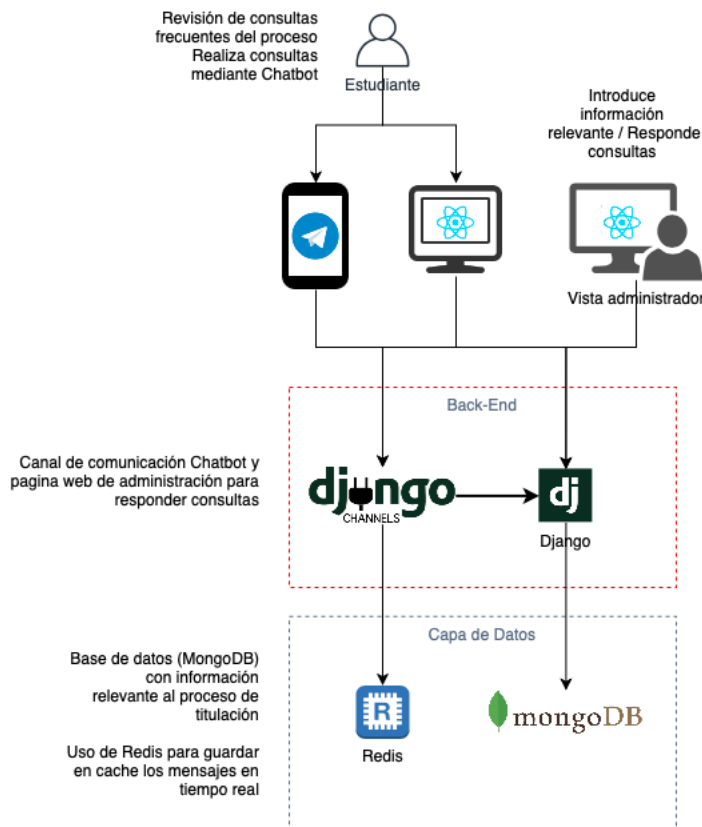 Revisión de consultas
frecuentes del proceso
Realiza consultas
mediante Chatbot
Estudiante
Introduce
información
relevante / Responde
consultas
Vista administrador
Back-End
Canal de comunicación Chatbot y
pagina web de administración para
responder consultas
django
CHANNELS
dj
Django
Capa de Datos
Base de datos (MongoDB)
con información
relevante al proceso de
titulación
Uso de Redis para guardar
en cache los mensajes en
tiempo real
R
Redis
mongoDB